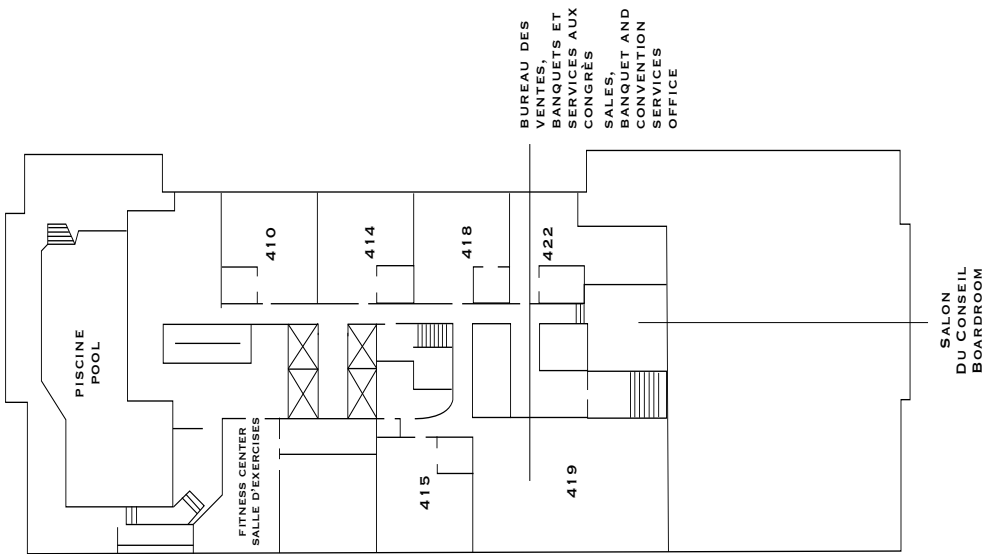 BUREAU DES
VENTES,
BANQUETS ET
SERVICES AUX
CONGRÈS
SALES,
BANQUET AND
CONVENTION
SERVICES
OFFICE
PISCINE
POOL
410
414
418
422
FITNESS CENTER
SALLE D'EXERCISES
415
419
SALON
DU CONSEIL
BOARDROOM